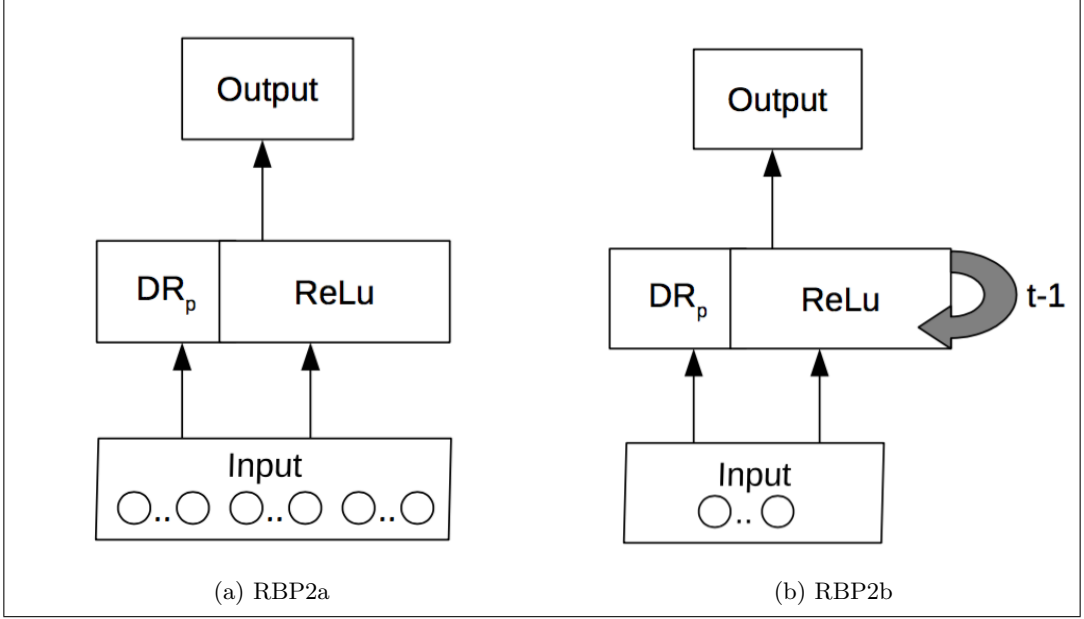 Output
DRp
ReLu
Input
.. .. ..
(a) RBP2a
Output
DRp
ReLu
t-1
Input
..
(b) RBP2b